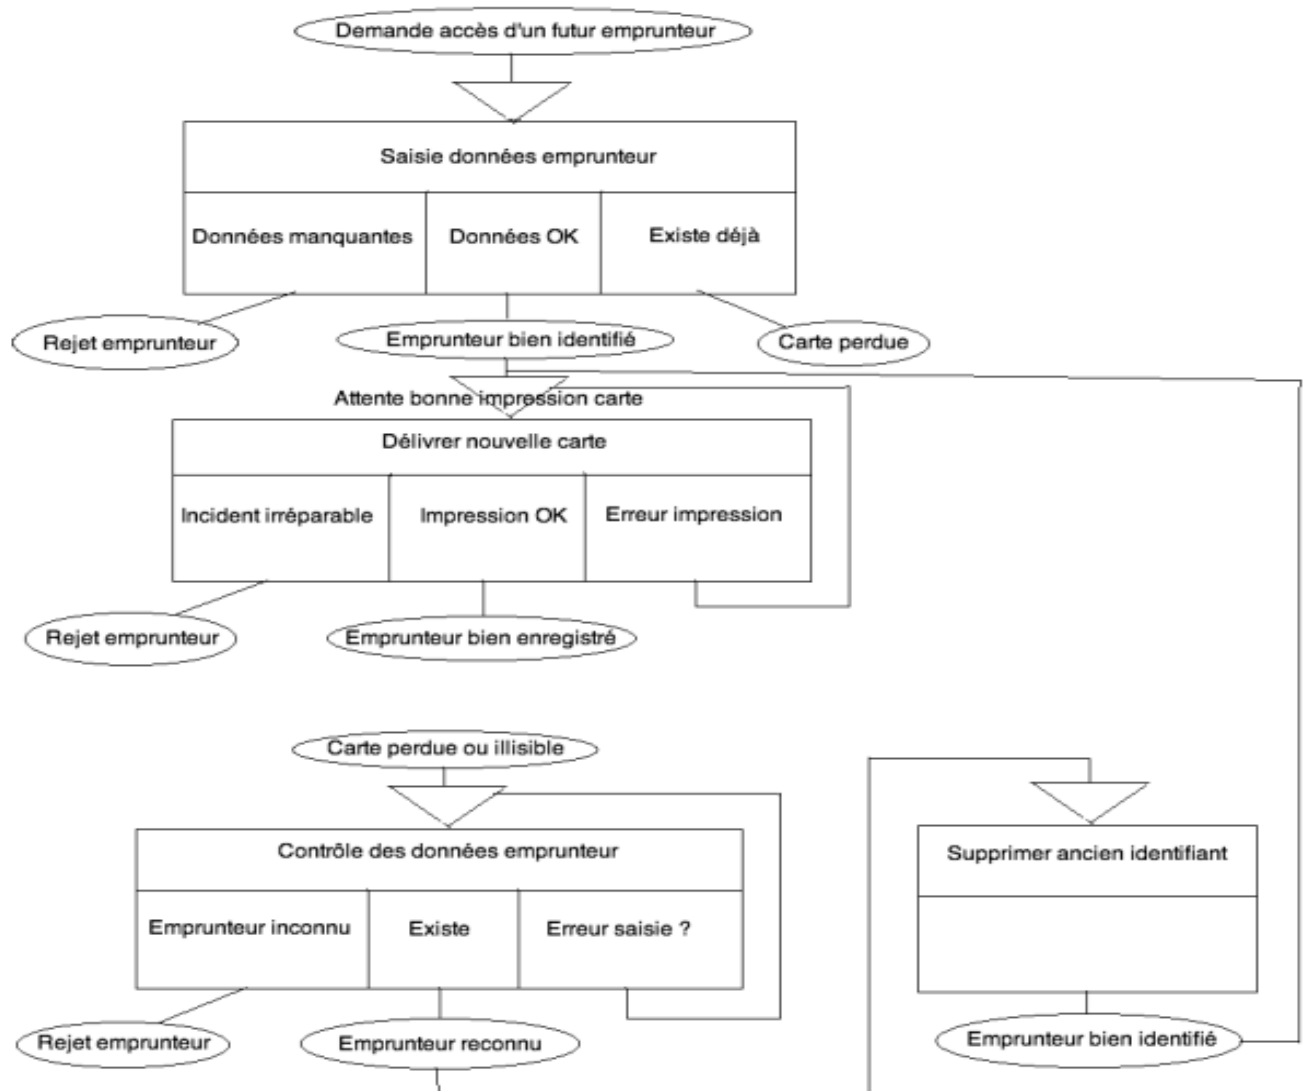 Demande accès d'un futur emprunteur
Saisie données emprunteur
Données manquantes
Données OK
Existe déjà
Rejet emprunteur
Emprunteur bien identifié
Carte perdue
Attente bonne impression carte
Délivrer nouvelle carte
Incident irréparable
Impression OK
Erreur impression
Rejet emprunteur
Emprunteur bien enregistré
Carte perdue ou illisible
Contrôle des données emprunteur
Supprimer ancien identifiant
Emprunteur inconnu
Existe
Erreur saisie ?
Rejet emprunteur
Emprunteur reconnu
Emprunteur bien identifié